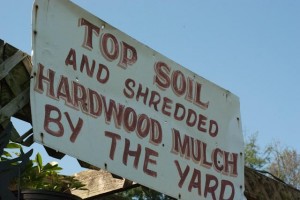 TOP SOIL
AND SHREDDED
HARDWOOD MULCH
BY THE YARD